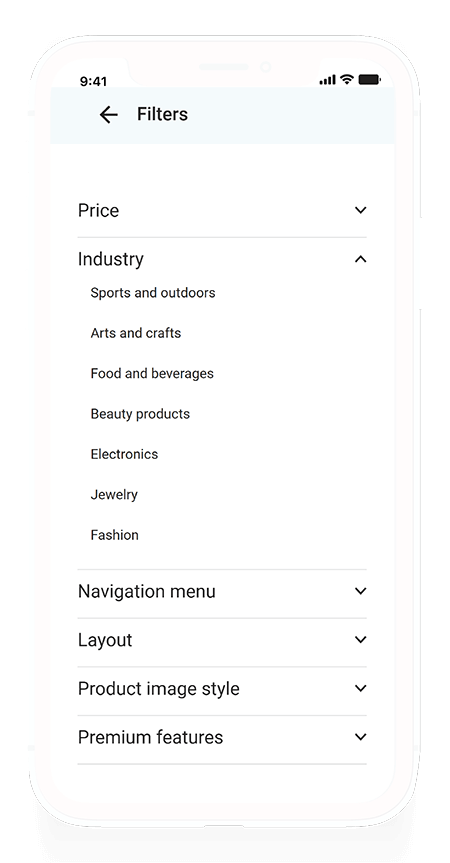 9:41
Filters
Price
Industry
Sports and outdoors
Arts and crafts
Food and beverages
Beauty products
Electronics
Jewelry
Fashion
Navigation menu
Layout
Product image style
Premium features